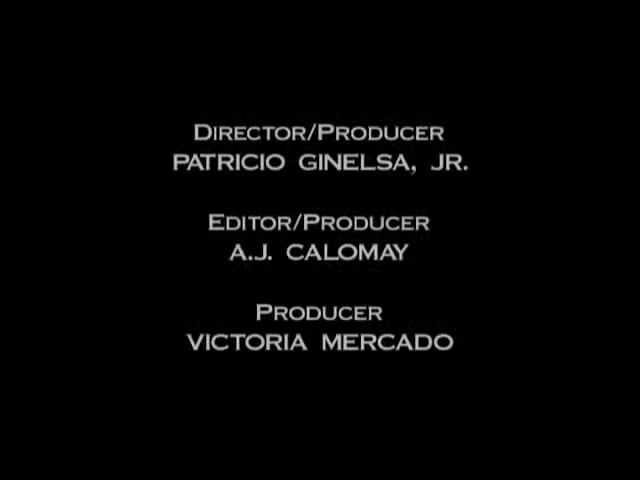 Director/Producer
PATRICIO GINELSA, JR.
Editor/Producer
A.J. CALOMAY
Producer
VICTORIA MERCADO